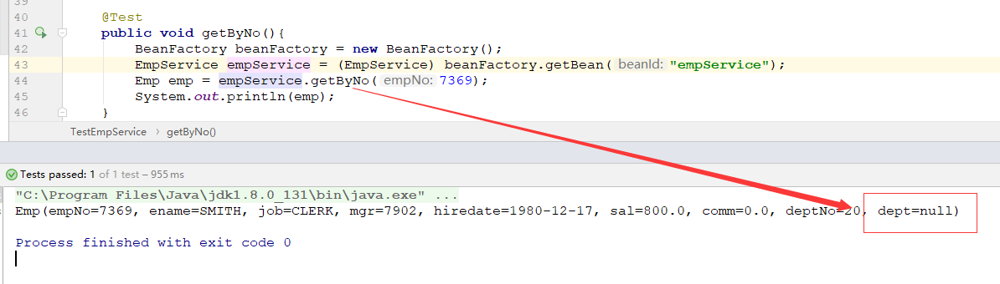 39
40 @Test
41 public void getByNo(){
42 BeanFactory beanFactory = new BeanFactory();
43 EmpService empService = (EmpService) beanFactory.getBean( beanId: "empService");
44 Emp emp = empService.getByNo( empNo: 7369);
45 System.out.println(emp);
46 }
TestEmpService › getByNo()
Tests passed: 1 of 1 test – 955 ms
"C:\Program Files\Java\jdk1.8.0_131\bin\java.exe" ...
Emp(empNo=7369, ename=SMITH, job=CLERK, mgr=7902, hiredate=1980-12-17, sal=800.0, comm=0.0, deptNo=20, dept=null)
Process finished with exit code 0